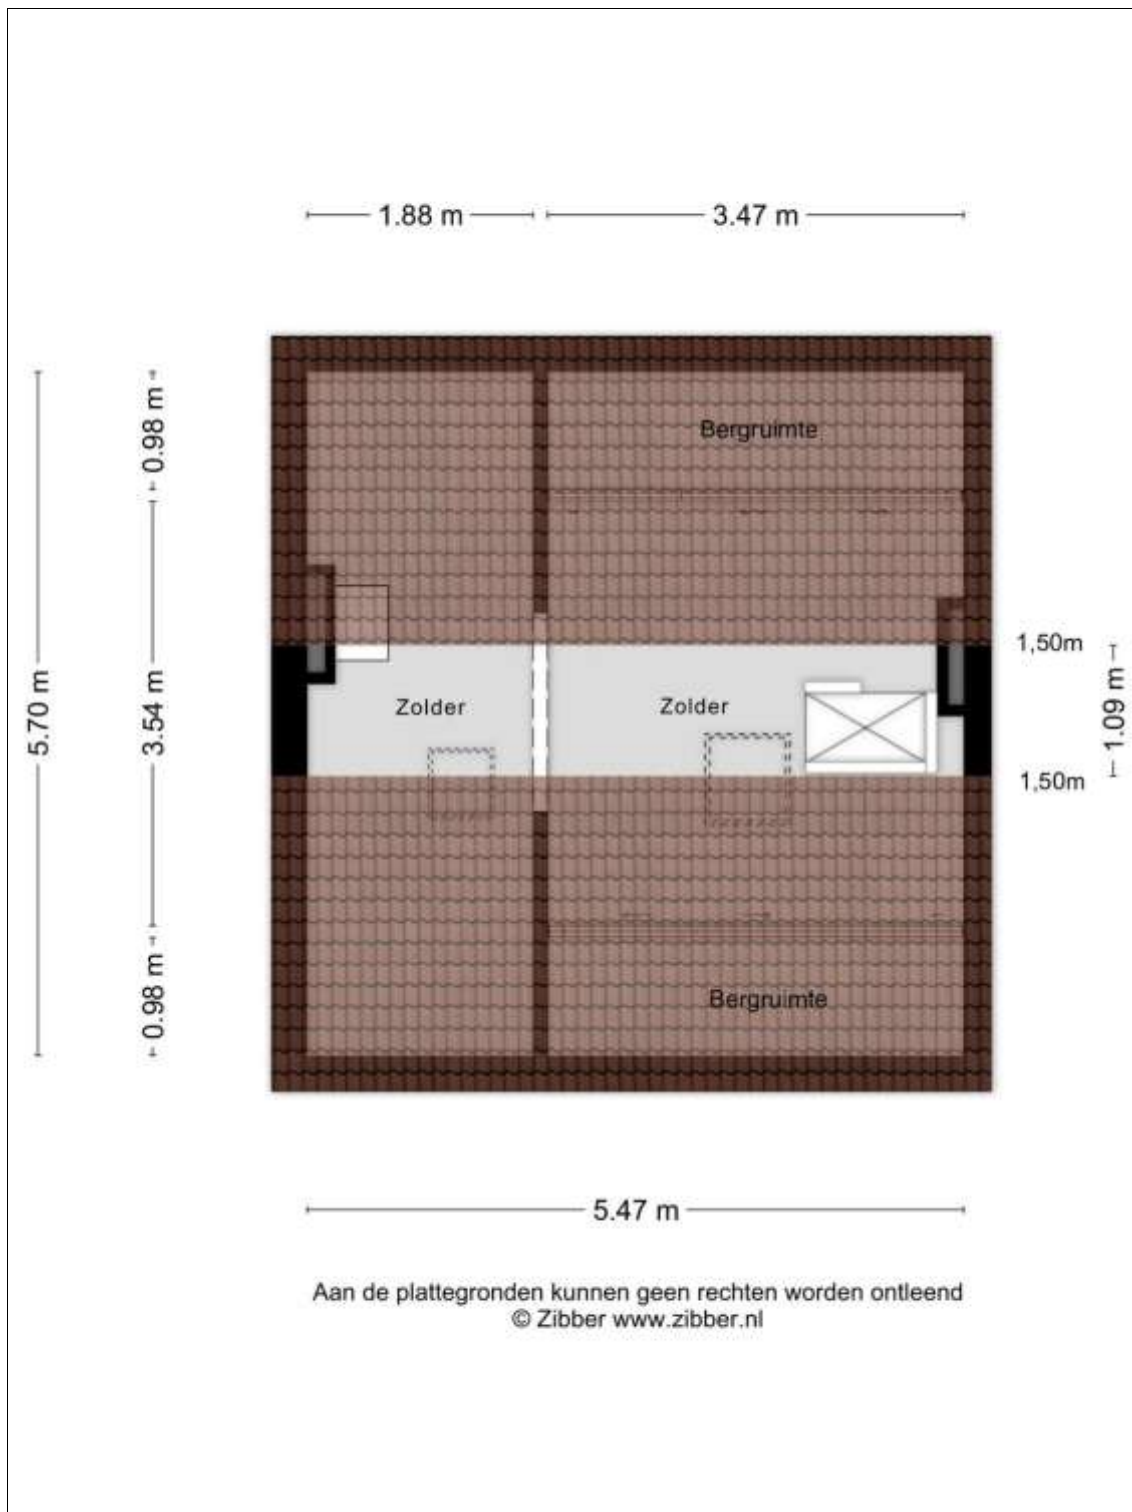 1.88 m
3.47 m
Bergruimte
0.98 m
1,50m
5.70 m
3.54 m
Zolder
Zolder
1.09 m
1,50m
0.98 m
Bergruimte
5.47 m
Aan de plattegronden kunnen geen rechten worden ontleend
© Zibber www.zibber.nl